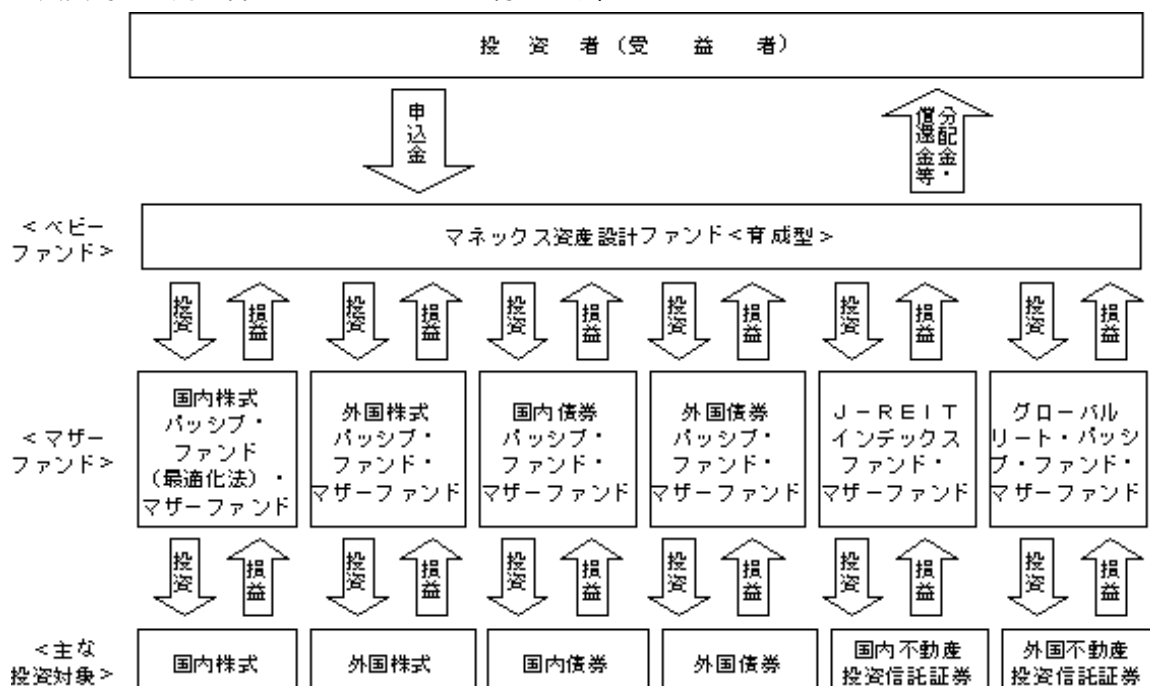 投資者(受益者)
申込金
分配金・
償還金等
<ベビー
ファンド>
マネックス資産設計ファンド<育成型>
投資
損益
投資
損益
投資
損益
投資
損益
投資
損益
投資
損益
<マザー
ファンド>
国内株式
パッシブ・
ファンド
(最適化法)・
マザーファンド
外国株式
パッシブ・
ファンド・
マザーファンド
国内債券
パッシブ・
ファンド・
マザーファンド
外国債券
パッシブ・
ファンド・
マザーファンド
J-REIT
インデックス
ファンド・
マザーファンド
グローバル
リート・パッシ
ブ・ファンド・
マザーファンド
投資
損益
投資
損益
投資
損益
投資
損益
投資
損益
投資
損益
<主な
投資対象>
国内株式
外国株式
国内債券
外国債券
国内不動産
投資信託証券
外国不動産
投資信託証券